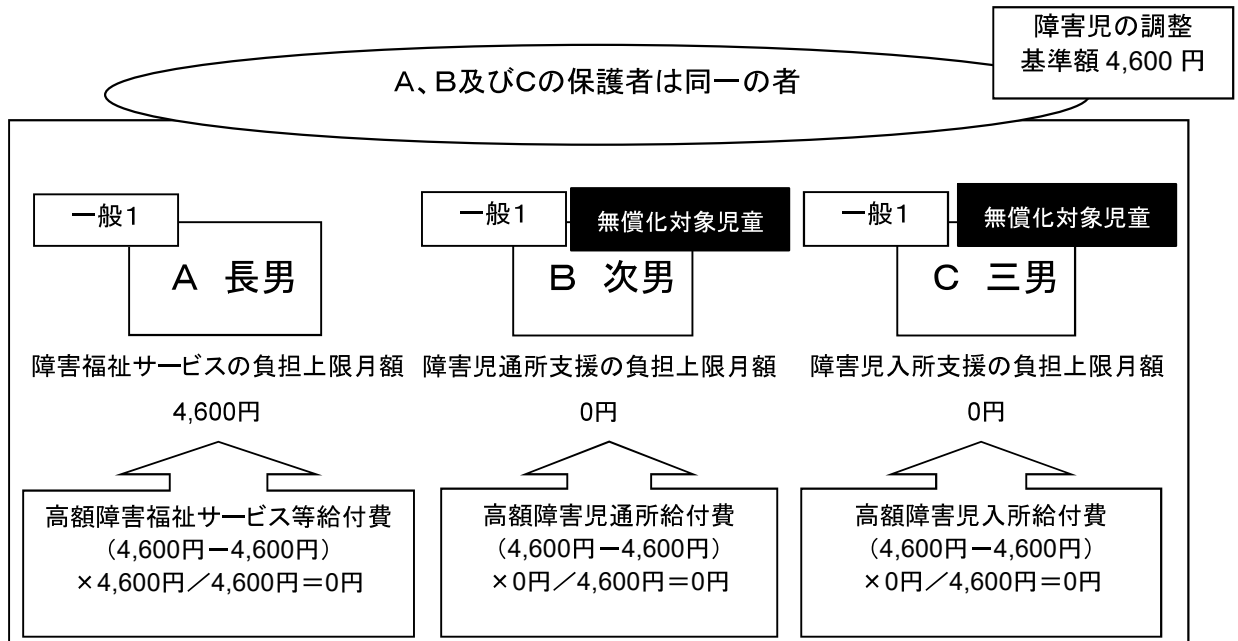 障害児の調整
基準額 4,600 円
A、B及びCの保護者は同一の者
一般1
A 長男
障害福祉サービスの負担上限月額
4,600円
高額障害福祉サービス等給付費
(4,600円－4,600円)
×4,600円／4,600円＝0円
一般1
無償化対象児童
B 次男
障害児通所支援の負担上限月額
0円
高額障害児通所給付費
(4,600円－4,600円)
×0円／4,600円＝0円
一般1
無償化対象児童
C 三男
障害児入所支援の負担上限月額
0円
高額障害児入所給付費
(4,600円－4,600円)
×0円／4,600円＝0円